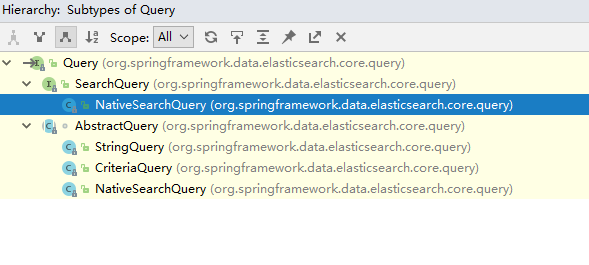 Hierarchy: Subtypes of Query
Scope: All
Query (org.springframework.data.elasticsearch.core.query)
SearchQuery (org.springframework.data.elasticsearch.core.query)
NativeSearchQuery (org.springframework.data.elasticsearch.core.query)
AbstractQuery (org.springframework.data.elasticsearch.core.query)
StringQuery (org.springframework.data.elasticsearch.core.query)
CriteriaQuery (org.springframework.data.elasticsearch.core.query)
NativeSearchQuery (org.springframework.data.elasticsearch.core.query)